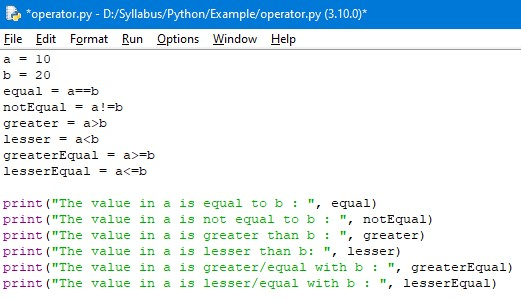 *operator.py - D:/Syllabus/Python/Example/operator.py (3.10.0)*
File Edit Format Run Options Window Help
a = 10
b = 20
equal = a==b
notEqual = a!=b
greater = a>b
lesser = a<b
greaterEqual = a>=b
lesserEqual = a<=b
print("The value in a is equal to b : ", equal)
print("The value in a is not equal to b : ", notEqual)
print("The value in a is greater than b : ", greater)
print("The value in a is lesser than b: ", lesser)
print("The value in a is greater/equal with b : ", greaterEqual)
print("The value in a is lesser/equal with b : ", lesserEqual)